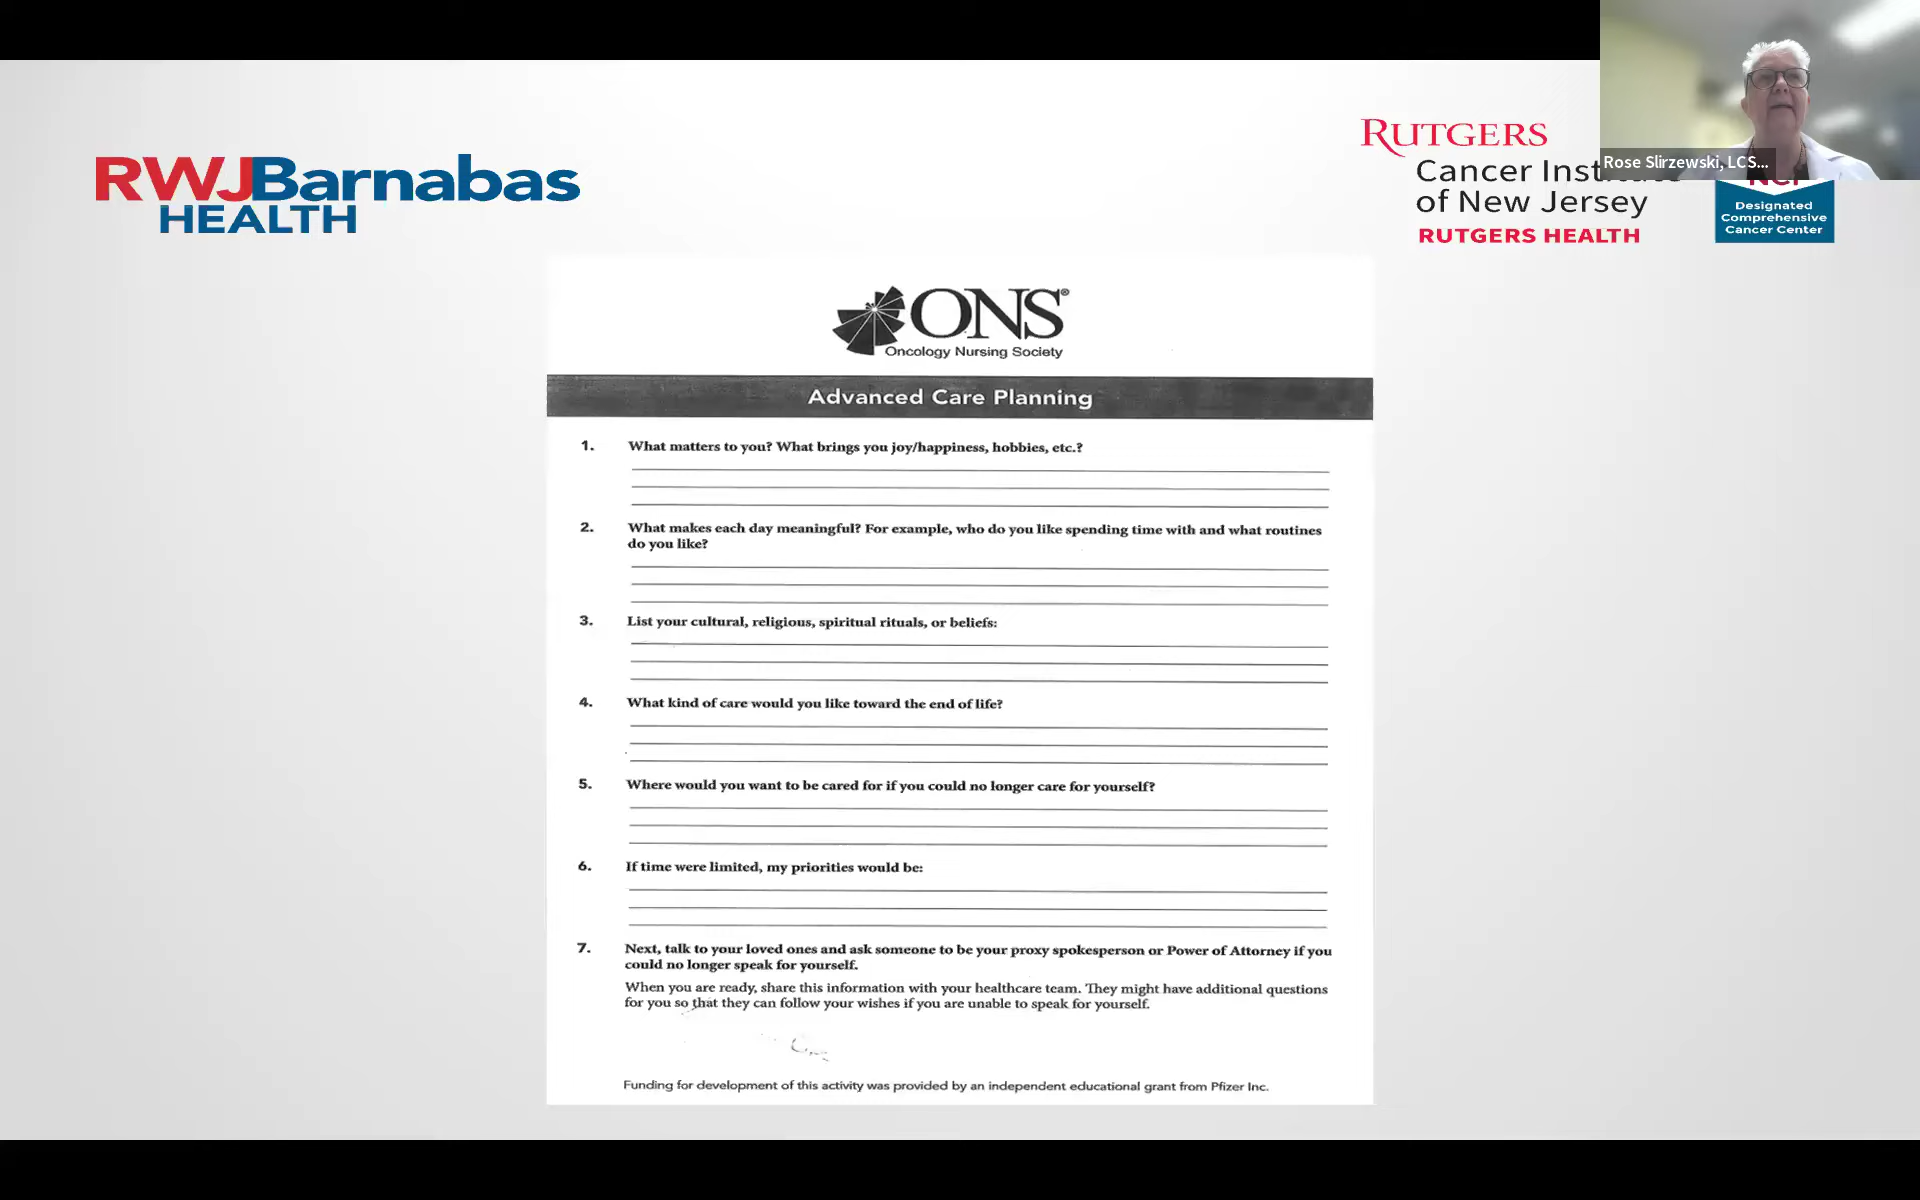 RWJBarnabas
HEALTH
RUTGERS
Cancer Institute
of New Jersey
RUTGERS HEALTH
Rose Slirzewski, LCS...
NCI
Designated
Comprehensive
Cancer Center
ONS®
Oncology Nursing Society
Advanced Care Planning
1. What matters to you? What brings you joy/happiness, hobbies, etc.?
2. What makes each day meaningful? For example, who do you like spending time with and what routines
do you like?
3. List your cultural, religious, spiritual rituals, or beliefs:
4. What kind of care would you like toward the end of life?
5. Where would you want to be cared for if you could no longer care for yourself?
6. If time were limited, my priorities would be:
7. Next, talk to your loved ones and ask someone to be your proxy spokesperson or Power of Attorney if you
could no longer speak for yourself.
When you are ready, share this information with your healthcare team. They might have additional questions
for you so that they can follow your wishes if you are unable to speak for yourself.
Funding for development of this activity was provided by an independent educational grant from Pfizer Inc.